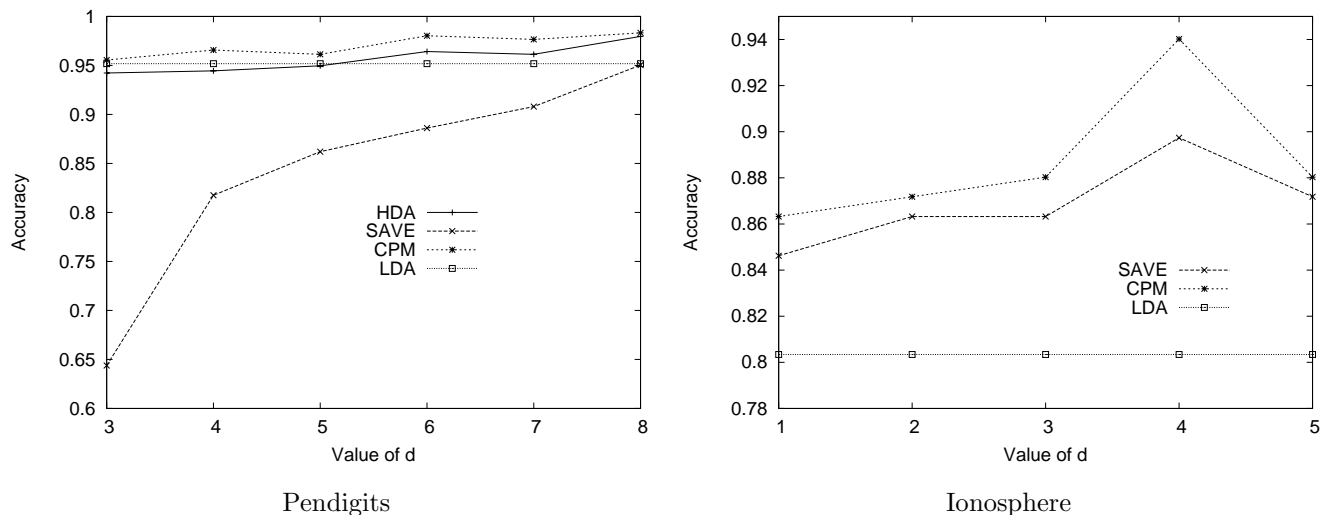 1
0.95
0.9
0.85
0.8
0.75
0.7
0.65
0.6
Accuracy
HDA
SAVE
CPM
LDA
3 4 5 6 7 8
Value of d
Pendigits
0.94
0.92
0.9
0.88
0.86
0.84
0.82
0.8
0.78
Accuracy
SAVE
CPM
LDA
1 2 3 4 5
Value of d
Ionosphere